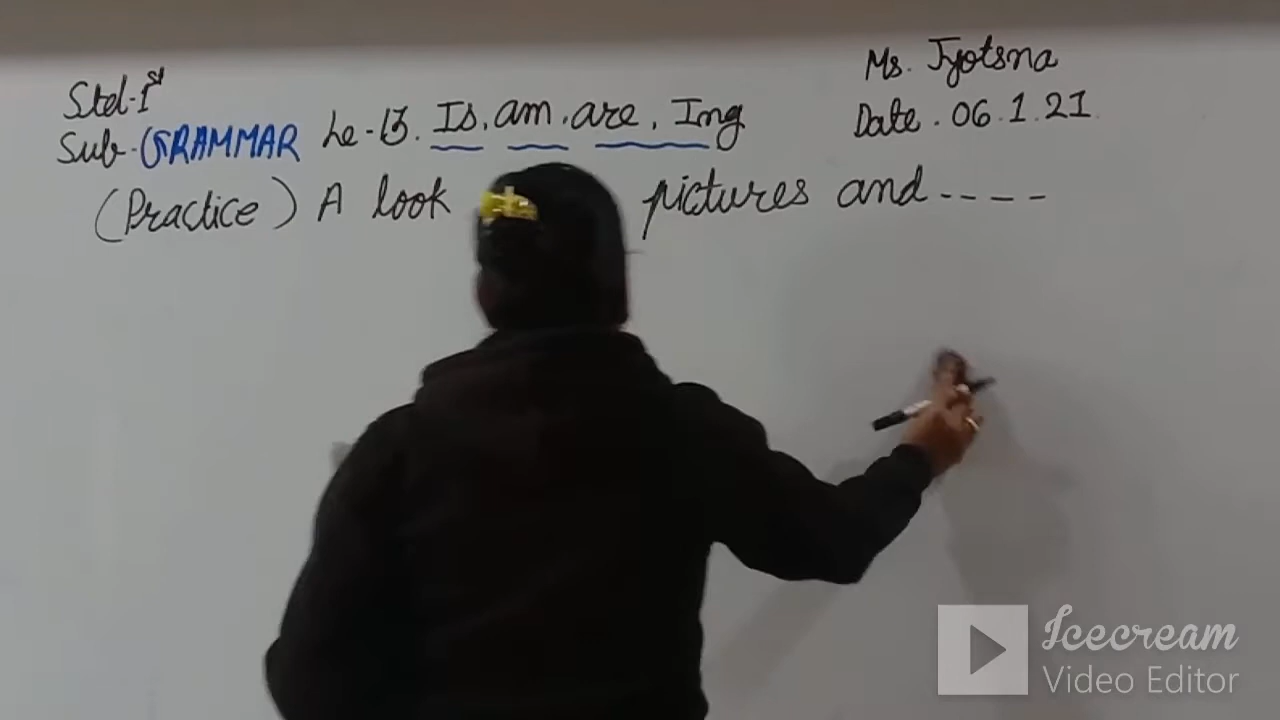 Std-Ist
Ms. Jyotsna
Sub-GRAMMAR Le-13. Is, am, are, Ing
Date. 06.1.21
(Practice) A look pictures and----
Icecream
Video Editor